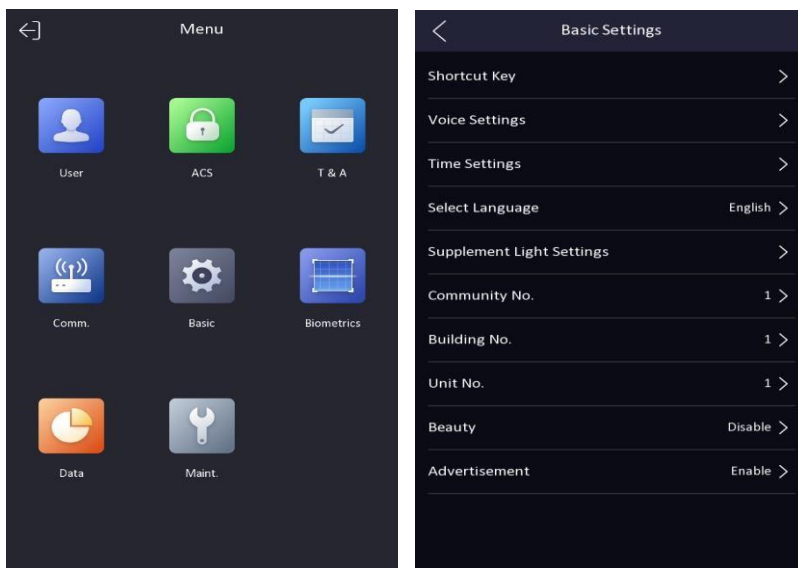 Menu
User
ACS
T & A
Comm.
Basic
Biometrics
Data
Maint.
Basic Settings
Shortcut Key
Voice Settings
Time Settings
Select Language English
Supplement Light Settings
Community No. 1
Building No. 1
Unit No. 1
Beauty Disable
Advertisement Enable